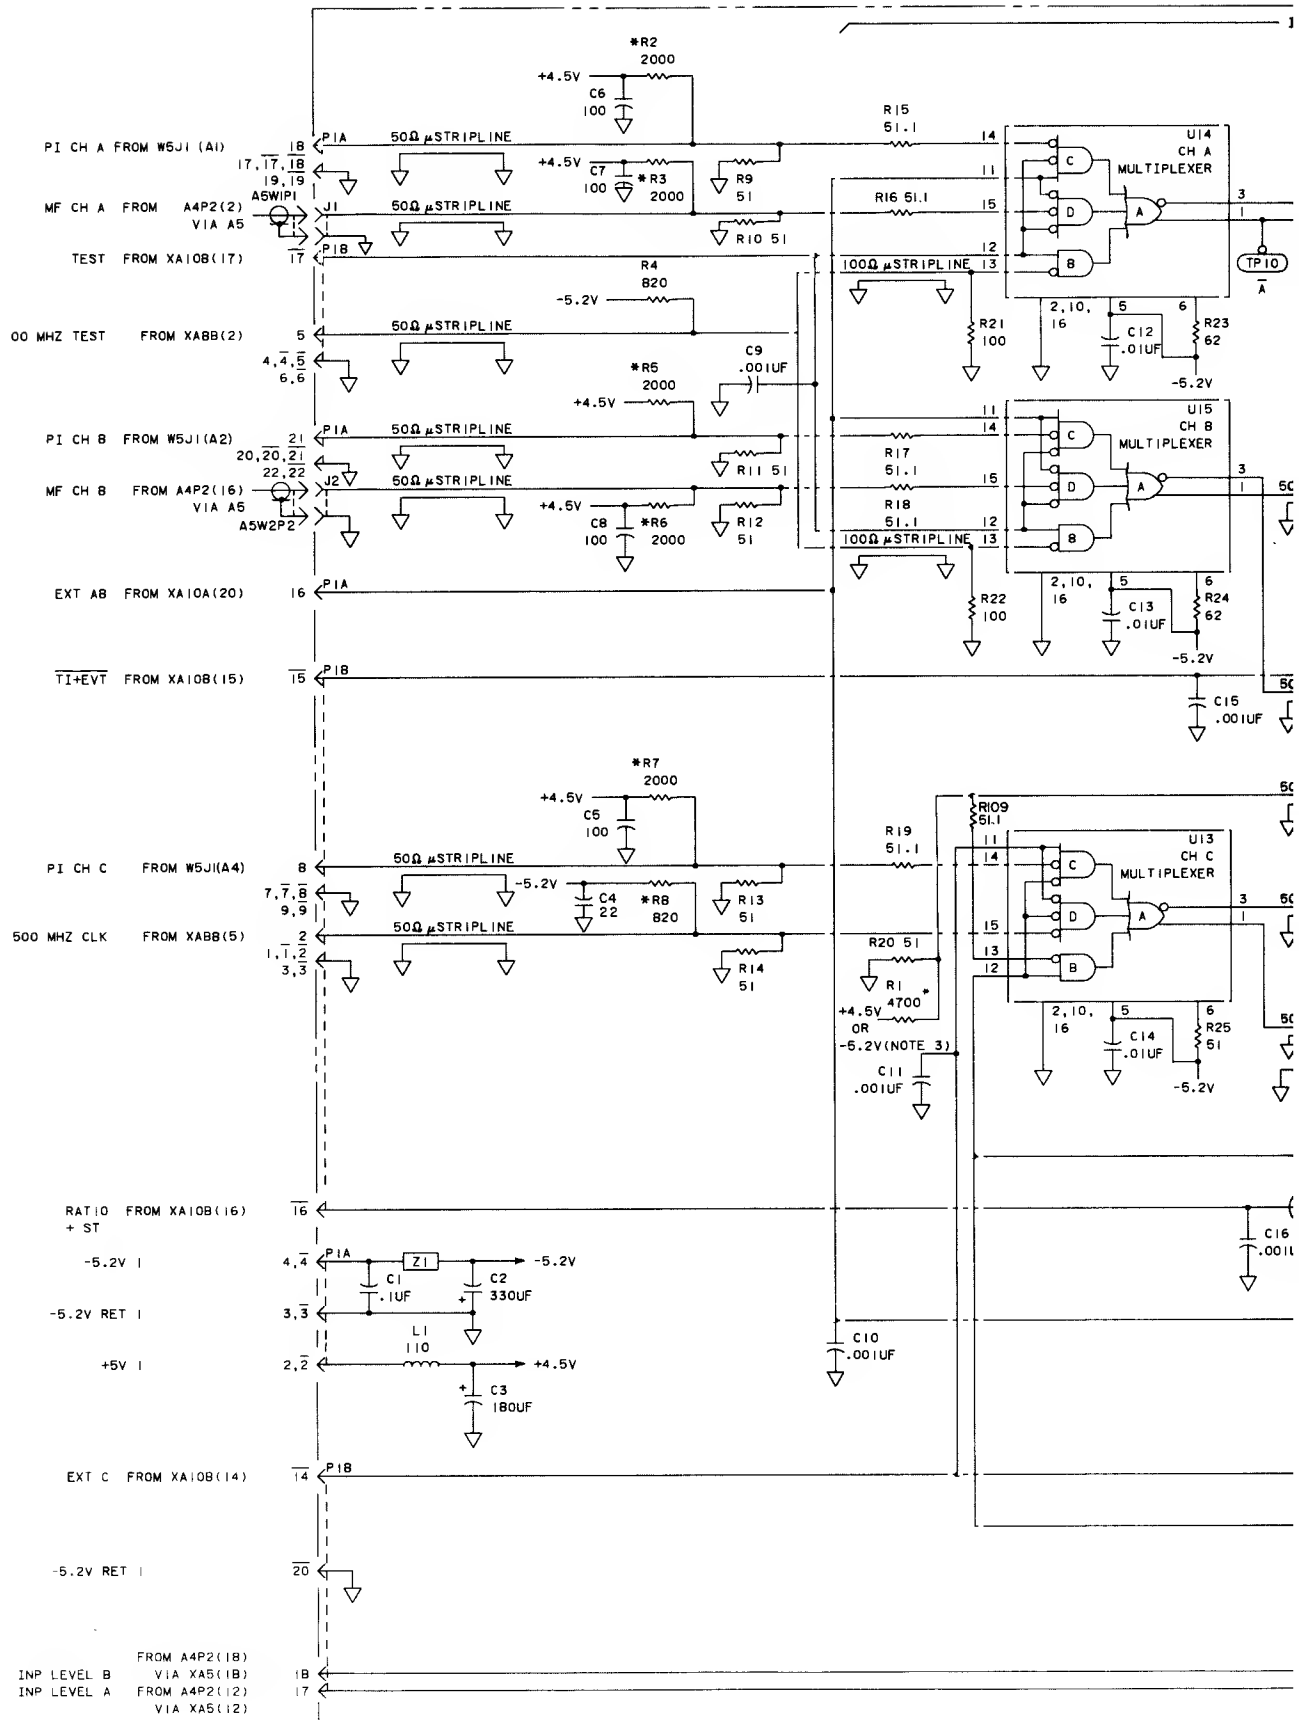 *R2
2000
+4.5V
C6
100
R15
51.1
PI CH A FROM W5J1 (A1)
18
P1A
50Ω μSTRIPLINE
14
U14
CH A
MULTIPLEXER
C
17, 17, 18
19, 19
+4.5V
C7
100
*R3
2000
R9
51
11
A5W1P1
MF CH A FROM A4P2(2)
VIA A5
J1
50Ω μSTRIPLINE
R10 51
R16 51.1
15
D
A
3
1
TEST FROM XA10B(17)
17
P1B
12
100Ω μSTRIPLINE
13
B
TP10
A
R4
820
-5.2V
2,10,
16
5
6
R21
100
C12
.01UF
R23
62
-5.2V
00 MHZ TEST FROM XA8B(2)
5
50Ω μSTRIPLINE
4,4,5
6,6
C9
.001UF
*R5
2000
+4.5V
PI CH B FROM W5J1(A2)
21
P1A
50Ω μSTRIPLINE
20,20,21
22,22
R11 51
R17
51.1
11
14
U15
CH B
MULTIPLEXER
C
MF CH B FROM A4P2(16)
VIA A5
A5W2P2
J2
50Ω μSTRIPLINE
+4.5V
C8
100
*R6
2000
R12
51
R18
51.1
15
D
A
3
1
50
12
100Ω μSTRIPLINE
13
B
2,10,
16
5
6
EXT AB FROM XA10A(20)
16
P1A
R22
100
C13
.01UF
R24
62
-5.2V
TI+EVT FROM XA10B(15)
15
P1B
50
C15
.001UF
*R7
2000
+4.5V
C5
100
50
R109
51.1
R19
51.1
11
14
U13
CH C
MULTIPLEXER
C
PI CH C FROM W5J1(A4)
8
50Ω μSTRIPLINE
7,7,8
9,9
-5.2V
C4
22
*R8
820
R13
51
500 MHZ CLK FROM XA8B(5)
2
50Ω μSTRIPLINE
1,1,2
3,3
R14
51
15
D
A
3
1
50
R20 51
13
12
B
R1
4700 *
+4.5V
OR
-5.2V(NOTE 3)
2,10,
16
5
6
C14
.01UF
R25
51
-5.2V
50
C11
.001UF
RATIO FROM XA10B(16)
+ ST
16
C16
-5.2V 1
4,4
P1A
Z1
-5.2V
C1
.1UF
C2
330UF
+
-5.2V RET 1
3,3
L1
110
+5V 1
2,2
+4.5V
+
C3
180UF
C10
.001UF
EXT C FROM XA10B(14)
14
P1B
-5.2V RET 1
20
FROM A4P2(18)
INP LEVEL B VIA XA5(18)
18
INP LEVEL A FROM A4P2(12)
17
VIA XA5(12)